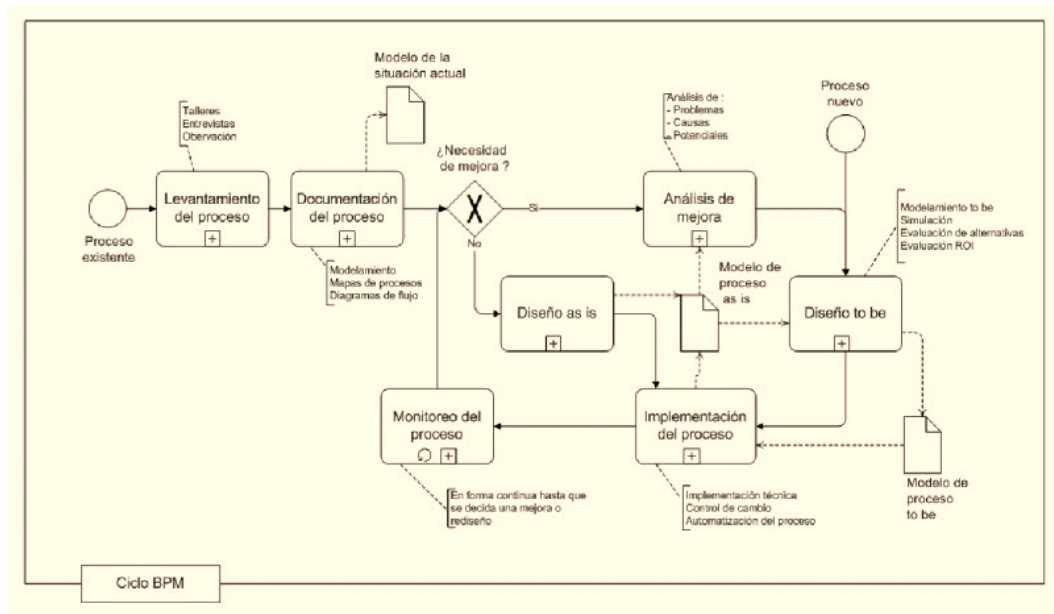 Modelo de la
situación actual
Talleres
Entrevistas
Obervación
¿Necesidad
de mejora ?
Análisis de :
- Problemas
- Causas
- Potenciales
Proceso
nuevo
Proceso
existente
Levantamiento
del proceso
Documentación
del proceso
Si
No
Análisis de
mejora
Modelamiento to be
Simulación
Evaluación de alternativas
Evaluación ROI
Modelamiento
Mapas de procesos
Diagramas de flujo
Diseño as is
Modelo de
proceso
as is
Diseño to be
Monitoreo del
proceso
Implementación
del proceso
Modelo de
proceso
to be
En forma continua hasta que
se decida una mejora o
rediseño
Implementación técnica
Control de cambio
Automatización del proceso
Ciclo BPM